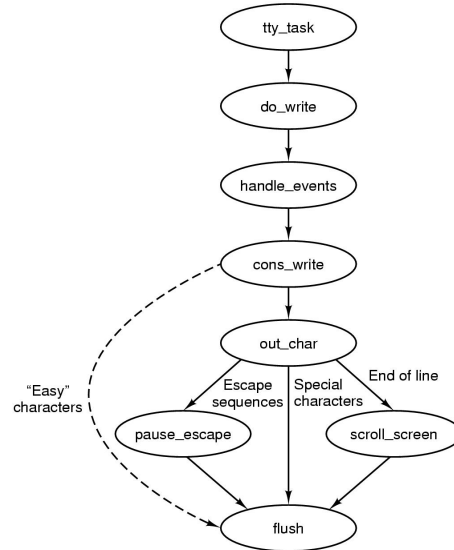 tty_task
do_write
handle_events
cons_write
out_char
“Easy”
characters
Escape
sequences
Special
characters
End of line
pause_escape
scroll_screen
flush